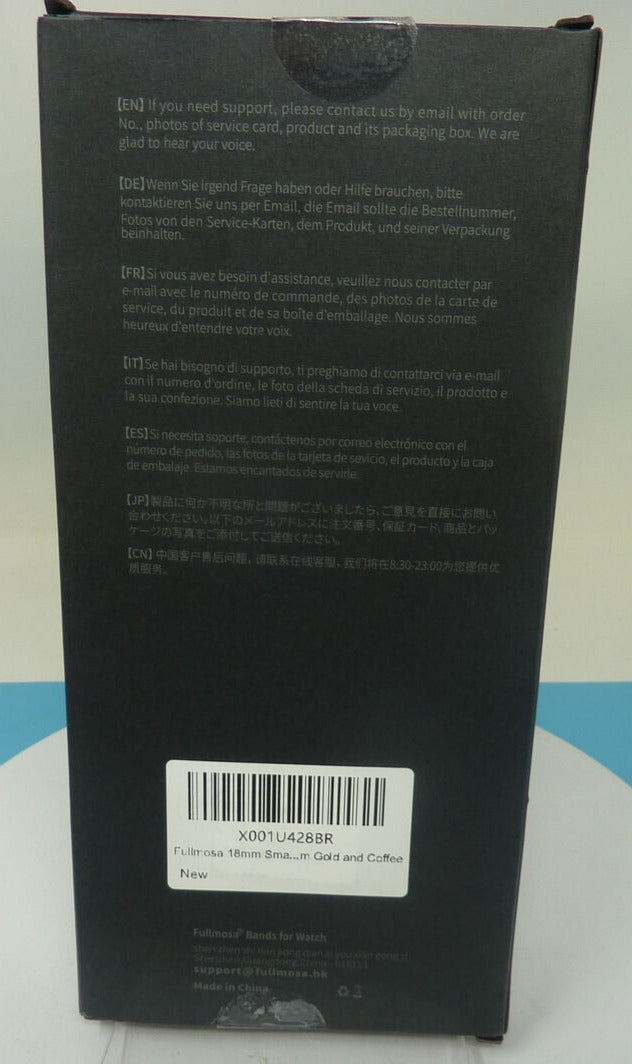 【EN】If you need support, please contact us by email with order
No., photos of service card, product and its packaging box. We are
glad to hear your voice.
【DE】Wenn Sie irgend Frage haben oder Hilfe brauchen, bitte
kontaktieren Sie uns per Email, die Email sollte die Bestellnummer,
Fotos von den Service-Karten, dem Produkt, und seiner Verpackung
beinhalten.
【FR】Si vous avez besoin d'assistance, veuillez nous contacter par
e-mail avec le numéro de commande, des photos de la carte de
service, du produit et de sa boîte d'emballage. Nous sommes
heureux d'entendre votre voix.
【IT】Se hai bisogno di supporto, ti preghiamo di contattarci via e-mail
con il numero d'ordine, le foto della scheda di servizio, il prodotto e
la sua confezione. Siamo lieti di sentire la tua voce.
【ES】Si necesita soporte, contáctenos por correo electrónico con el
número de pedido, las fotos de la tarjeta de sevicio, el producto y la caja
de embalaje. Estamos encantados de servirle.
【JP】製品に何か不明な所と問題がございましたら、ご意見を直接にお問い
合わせください。以下のメールアドレスに注文番号、保証カード、商品とパッ
ケージの写真をご添付してご送信ください。
【CN】中国客户售后问题，请联系在线客服，我们将在8:30-23:00为您提供优
质服务。
X001U428BR
Fullmosa 18mm Sma...m Gold and Coffee
New
Fullmosa® Bands for Watch
Shen zhen shi lian dian zi you xian gong si
Shenzhen,Guangdong,China
support@fullmosa.hk
Made in China